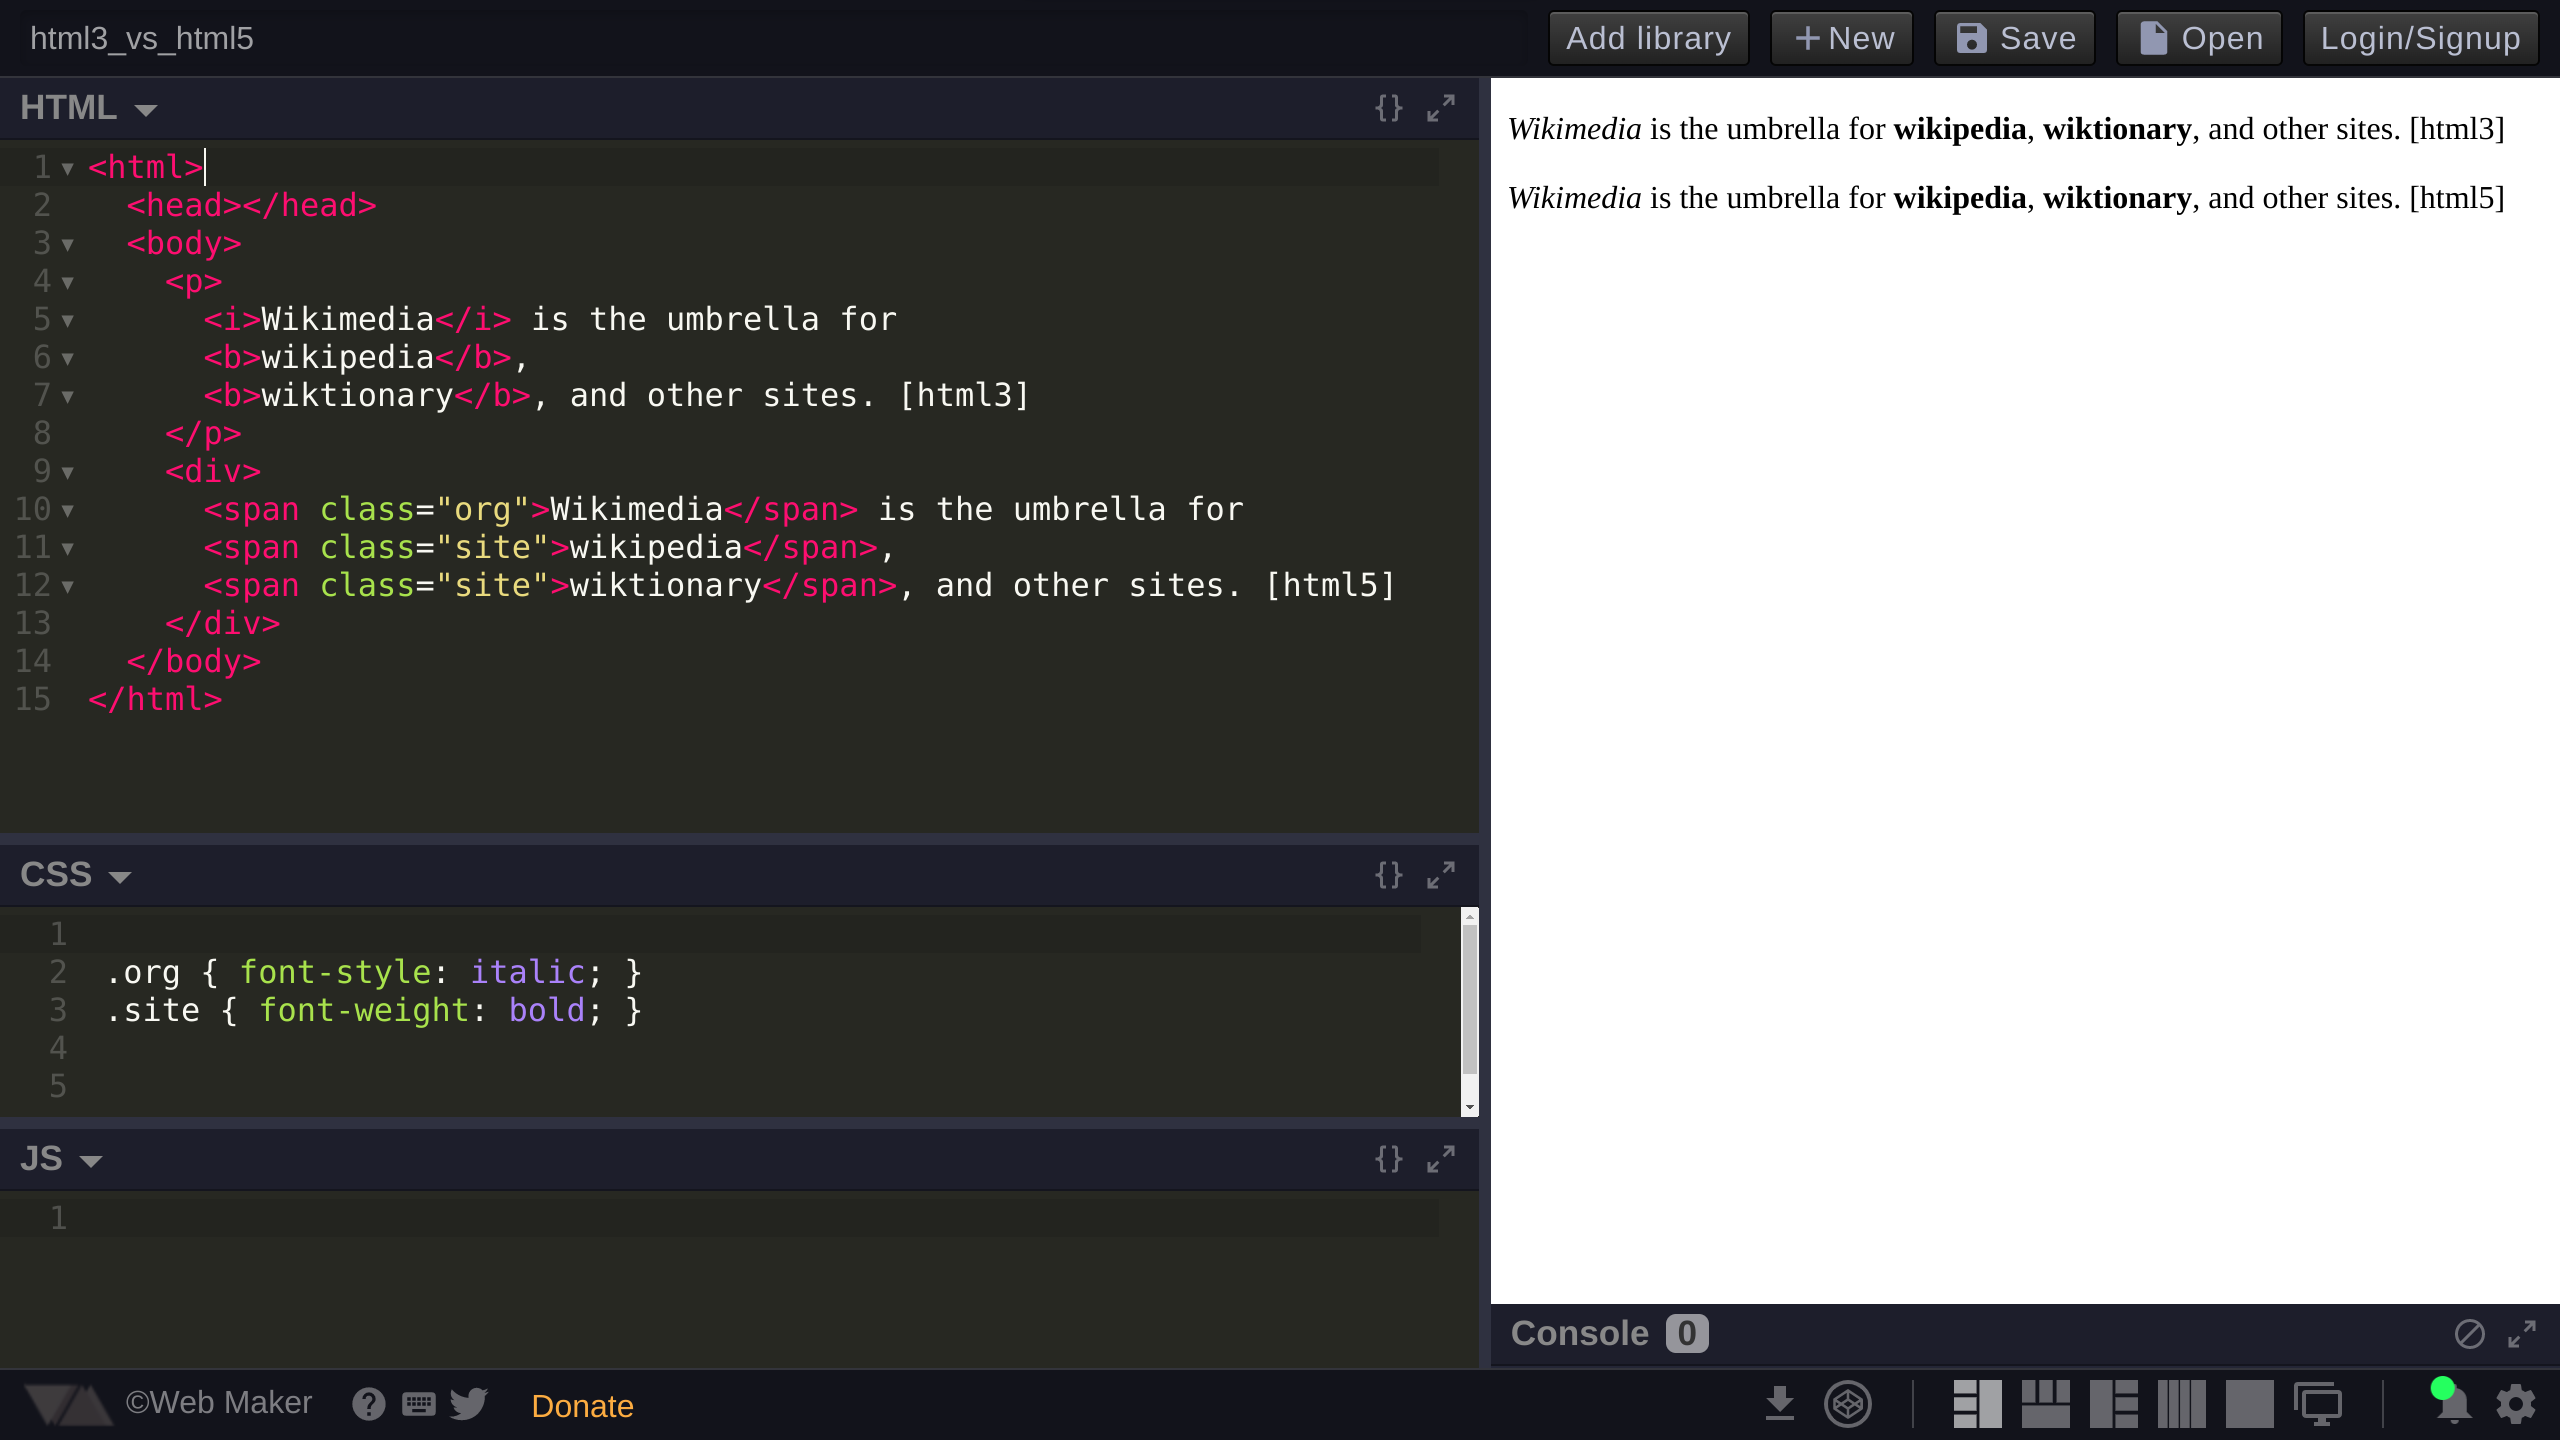 html3_vs_html5
Add library
+New
Save
Open
Login/Signup
HTML
{}
1 <html>
2   <head></head>
3   <body>
4     <p>
5       <i>Wikimedia</i> is the umbrella for
6       <b>wikipedia</b>,
7       <b>wiktionary</b>, and other sites. [html3]
8     </p>
9     <div>
10       <span class="org">Wikimedia</span> is the umbrella for
11       <span class="site">wikipedia</span>,
12       <span class="site">wiktionary</span>, and other sites. [html5]
13     </div>
14   </body>
15 </html>
CSS
{}
1
2 .org { font-style: italic; }
3 .site { font-weight: bold; }
4
5
JS
{}
1
Wikimedia is the umbrella for wikipedia, wiktionary, and other sites. [html3]
Wikimedia is the umbrella for wikipedia, wiktionary, and other sites. [html5]
Console 0
©Web Maker
?
Donate